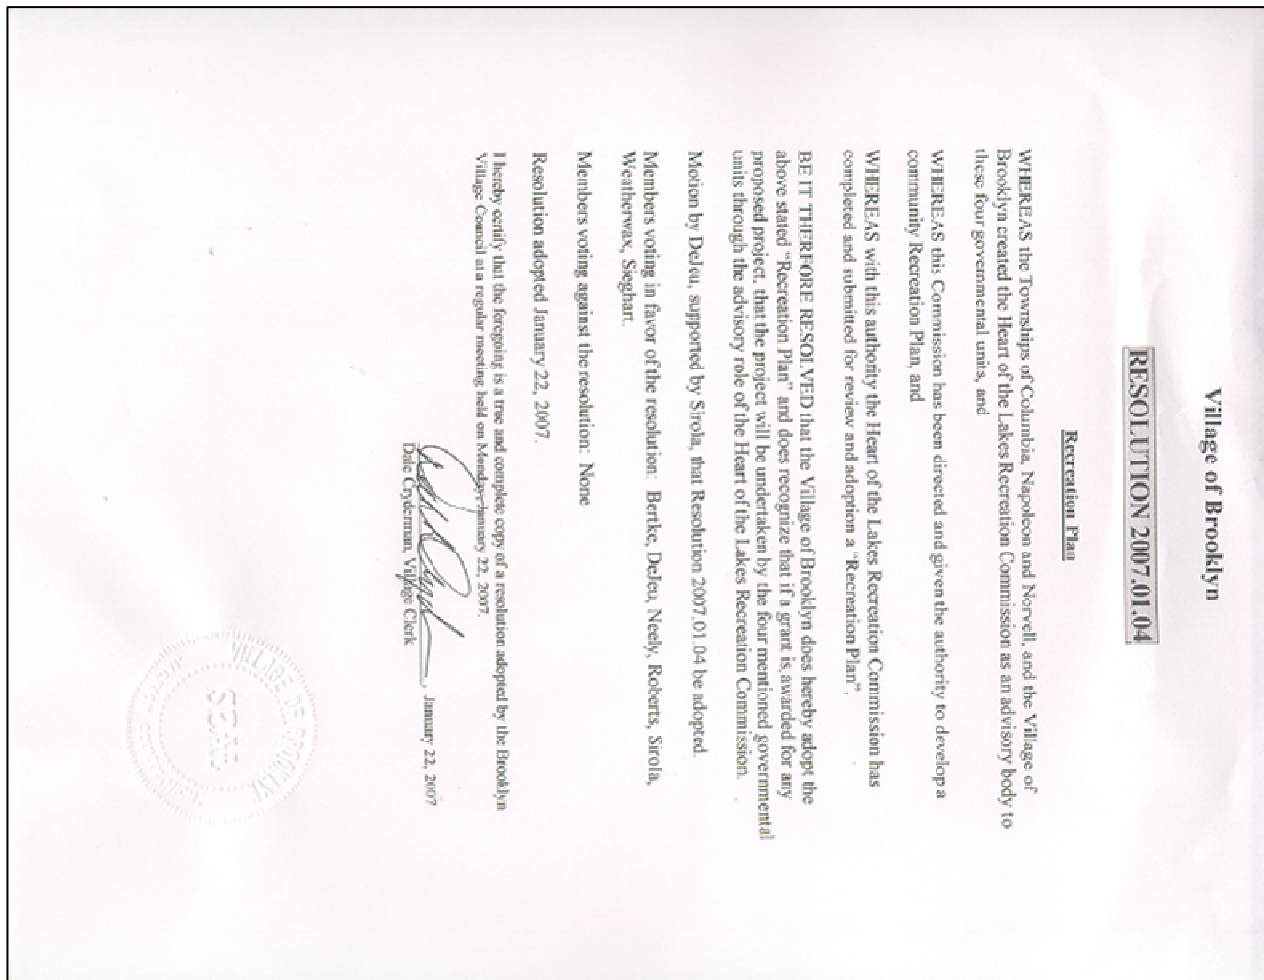 Village of Brooklyn
RESOLUTION 2007.01.04
Recreation Plan
WHEREAS the Townships of Columbia, Napoleon and Norvell, and the Village of
Brooklyn created the Heart of the Lakes Recreation Commission as an advisory body to
these four governmental units, and
WHEREAS this Commission has been directed and given the authority to develop a
community Recreation Plan, and
WHEREAS with this authority the Heart of the Lakes Recreation Commission has
completed and submitted for review and adoption a "Recreation Plan".
BE IT THERFORE RESOLVED that the Village of Brooklyn does hereby adopt the
above stated "Recreation Plan" and does recognize that if a grant is awarded for any
proposed project, that the project will be undertaken by the four mentioned governmental
units through the advisory role of the Heart of the Lakes Recreation Commission.
Motion by DeJeu, supported by Sirola, that Resolution 2007.01.04 be adopted.
Members voting in favor of the resolution: Bertke, DeJeu, Neely, Roberts, Sirola,
Weatherwax, Sieghart.
Members voting against the resolution: None
Resolution adopted January 22, 2007.
I hereby certify that the foregoing is a true and complete copy of a resolution adopted by the Brooklyn
Village Council at a regular meeting held on Monday, January 22, 2007.
, January 22, 2007
Dale Cryderman, Village Clerk
VILLAGE OF BROOKLYN
SEAL